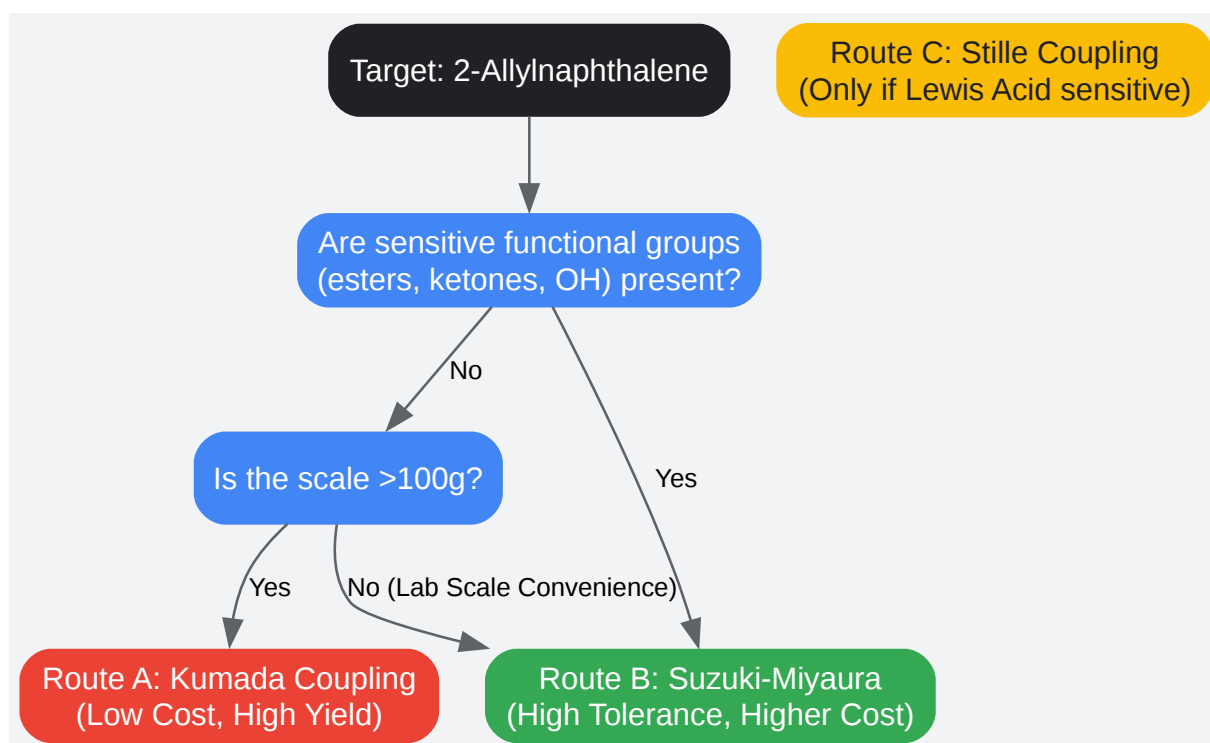 Target: 2-Allylnaphthalene
Route C: Stille Coupling
(Only if Lewis Acid sensitive)
Are sensitive functional groups
(esters, ketones, OH) present?
No
Is the scale >100g?
Yes
Yes
No (Lab Scale Convenience)
Route A: Kumada Coupling
(Low Cost, High Yield)
Route B: Suzuki-Miyaura
(High Tolerance, Higher Cost)